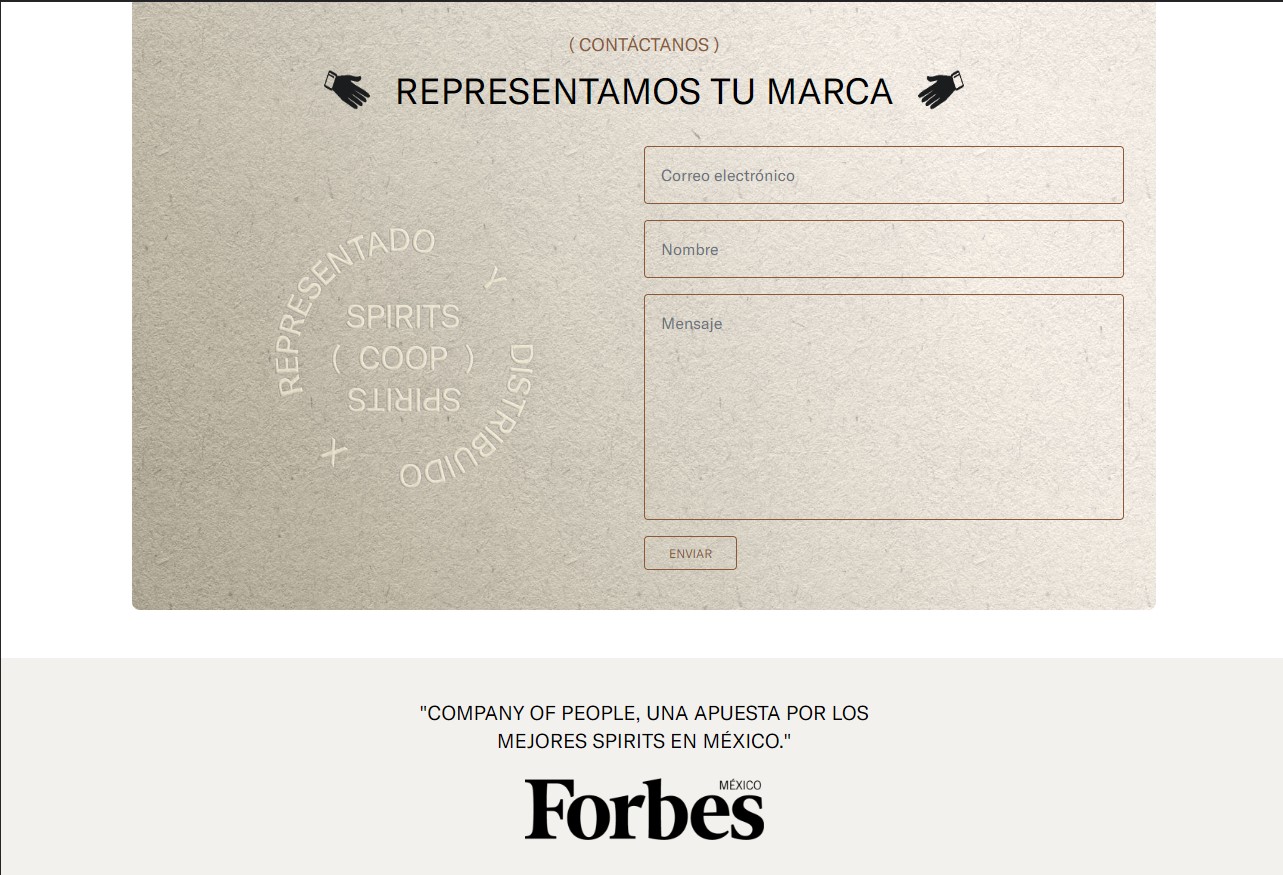 ( CONTÁCTANOS )
REPRESENTAMOS TU MARCA
Correo electrónico
Nombre
Mensaje
ENVIAR
REPRESENTADO Y DISTRIBUIDO X
SPIRITS
( COOP )
SPIRITS
"COMPANY OF PEOPLE, UNA APUESTA POR LOS
MEJORES SPIRITS EN MÉXICO."
Forbes MÉXICO